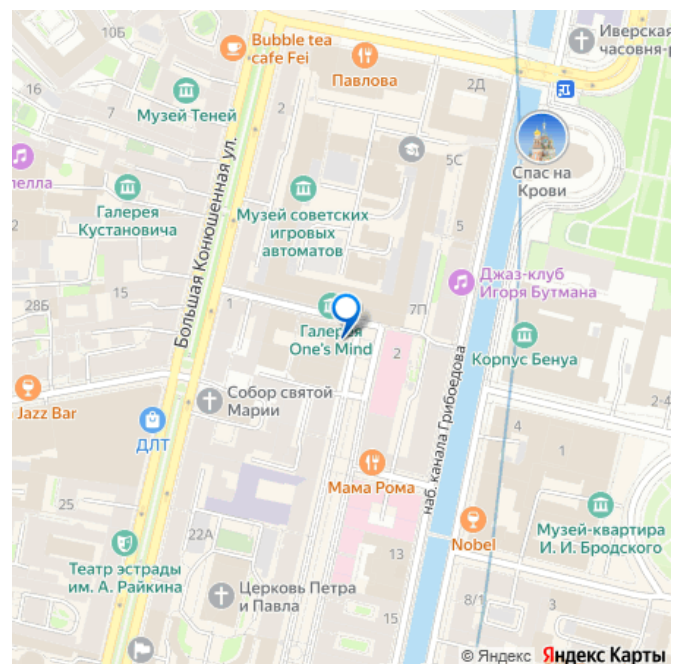 Иверская
часовня-р
Bubble tea
cafe Fei
Павлова
2Д
16
7
Музей Теней
2
5С
Спас на
Крови
пелла
Галерея
Кустановича
Музей советских
игровых
автоматов
5
Большая Конюшенная ул.
Джаз-клуб
Игоря Бутмана
28Б
15
1
7П
Галерея
One's Mind
2
Корпус Бенуа
наб. канала Грибоедова
Собор святой
Марии
2-4
Jazz Bar
ДЛТ
4
1
Мама Рома
25
22А
Nobel
Музей-квартира
И. И. Бродского
13
Театр эстрады
им. А. Райкина
Церковь Петра
и Павла
8/1
3
15
© Яндекс Яндекс Карты